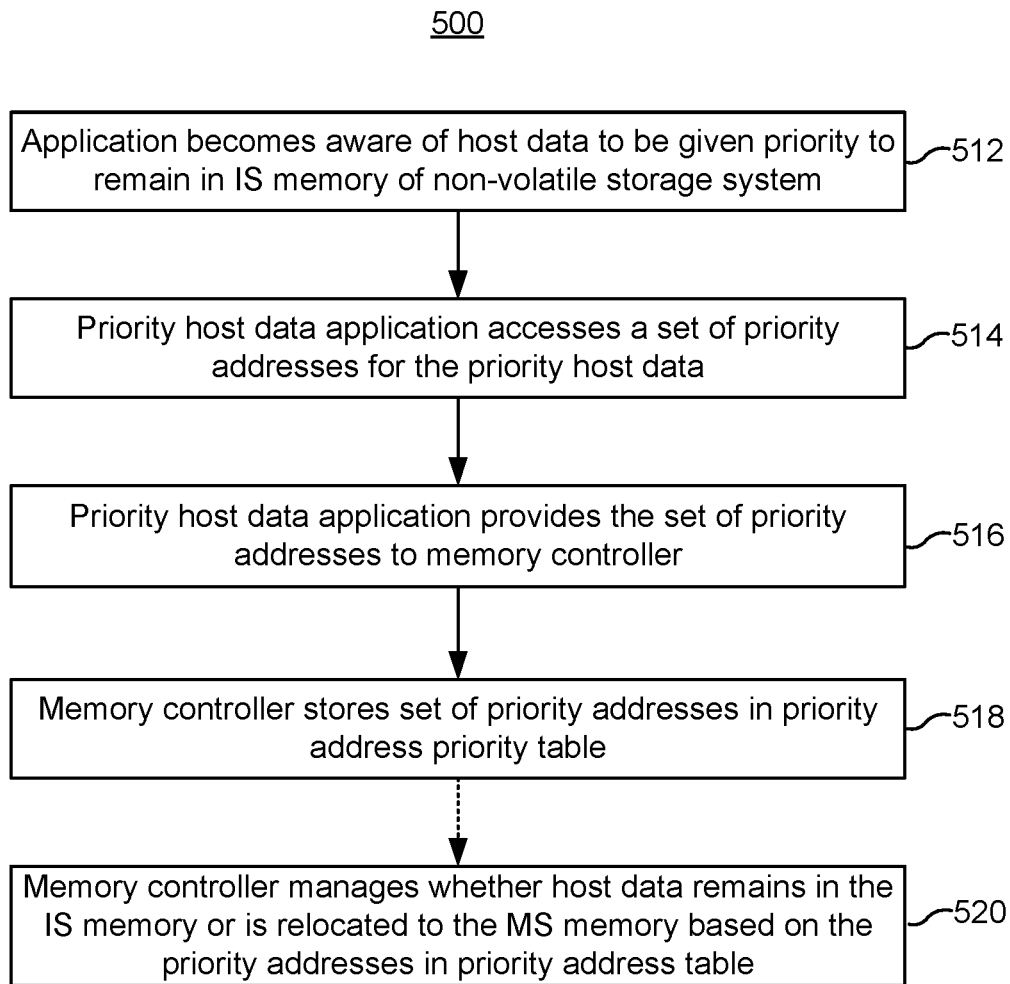 500
Application becomes aware of host data to be given priority to
remain in IS memory of non-volatile storage system
512
Priority host data application accesses a set of priority
addresses for the priority host data
514
Priority host data application provides the set of priority
addresses to memory controller
516
Memory controller stores set of priority addresses in priority
address priority table
518
Memory controller manages whether host data remains in the
IS memory or is relocated to the MS memory based on the
priority addresses in priority address table
520